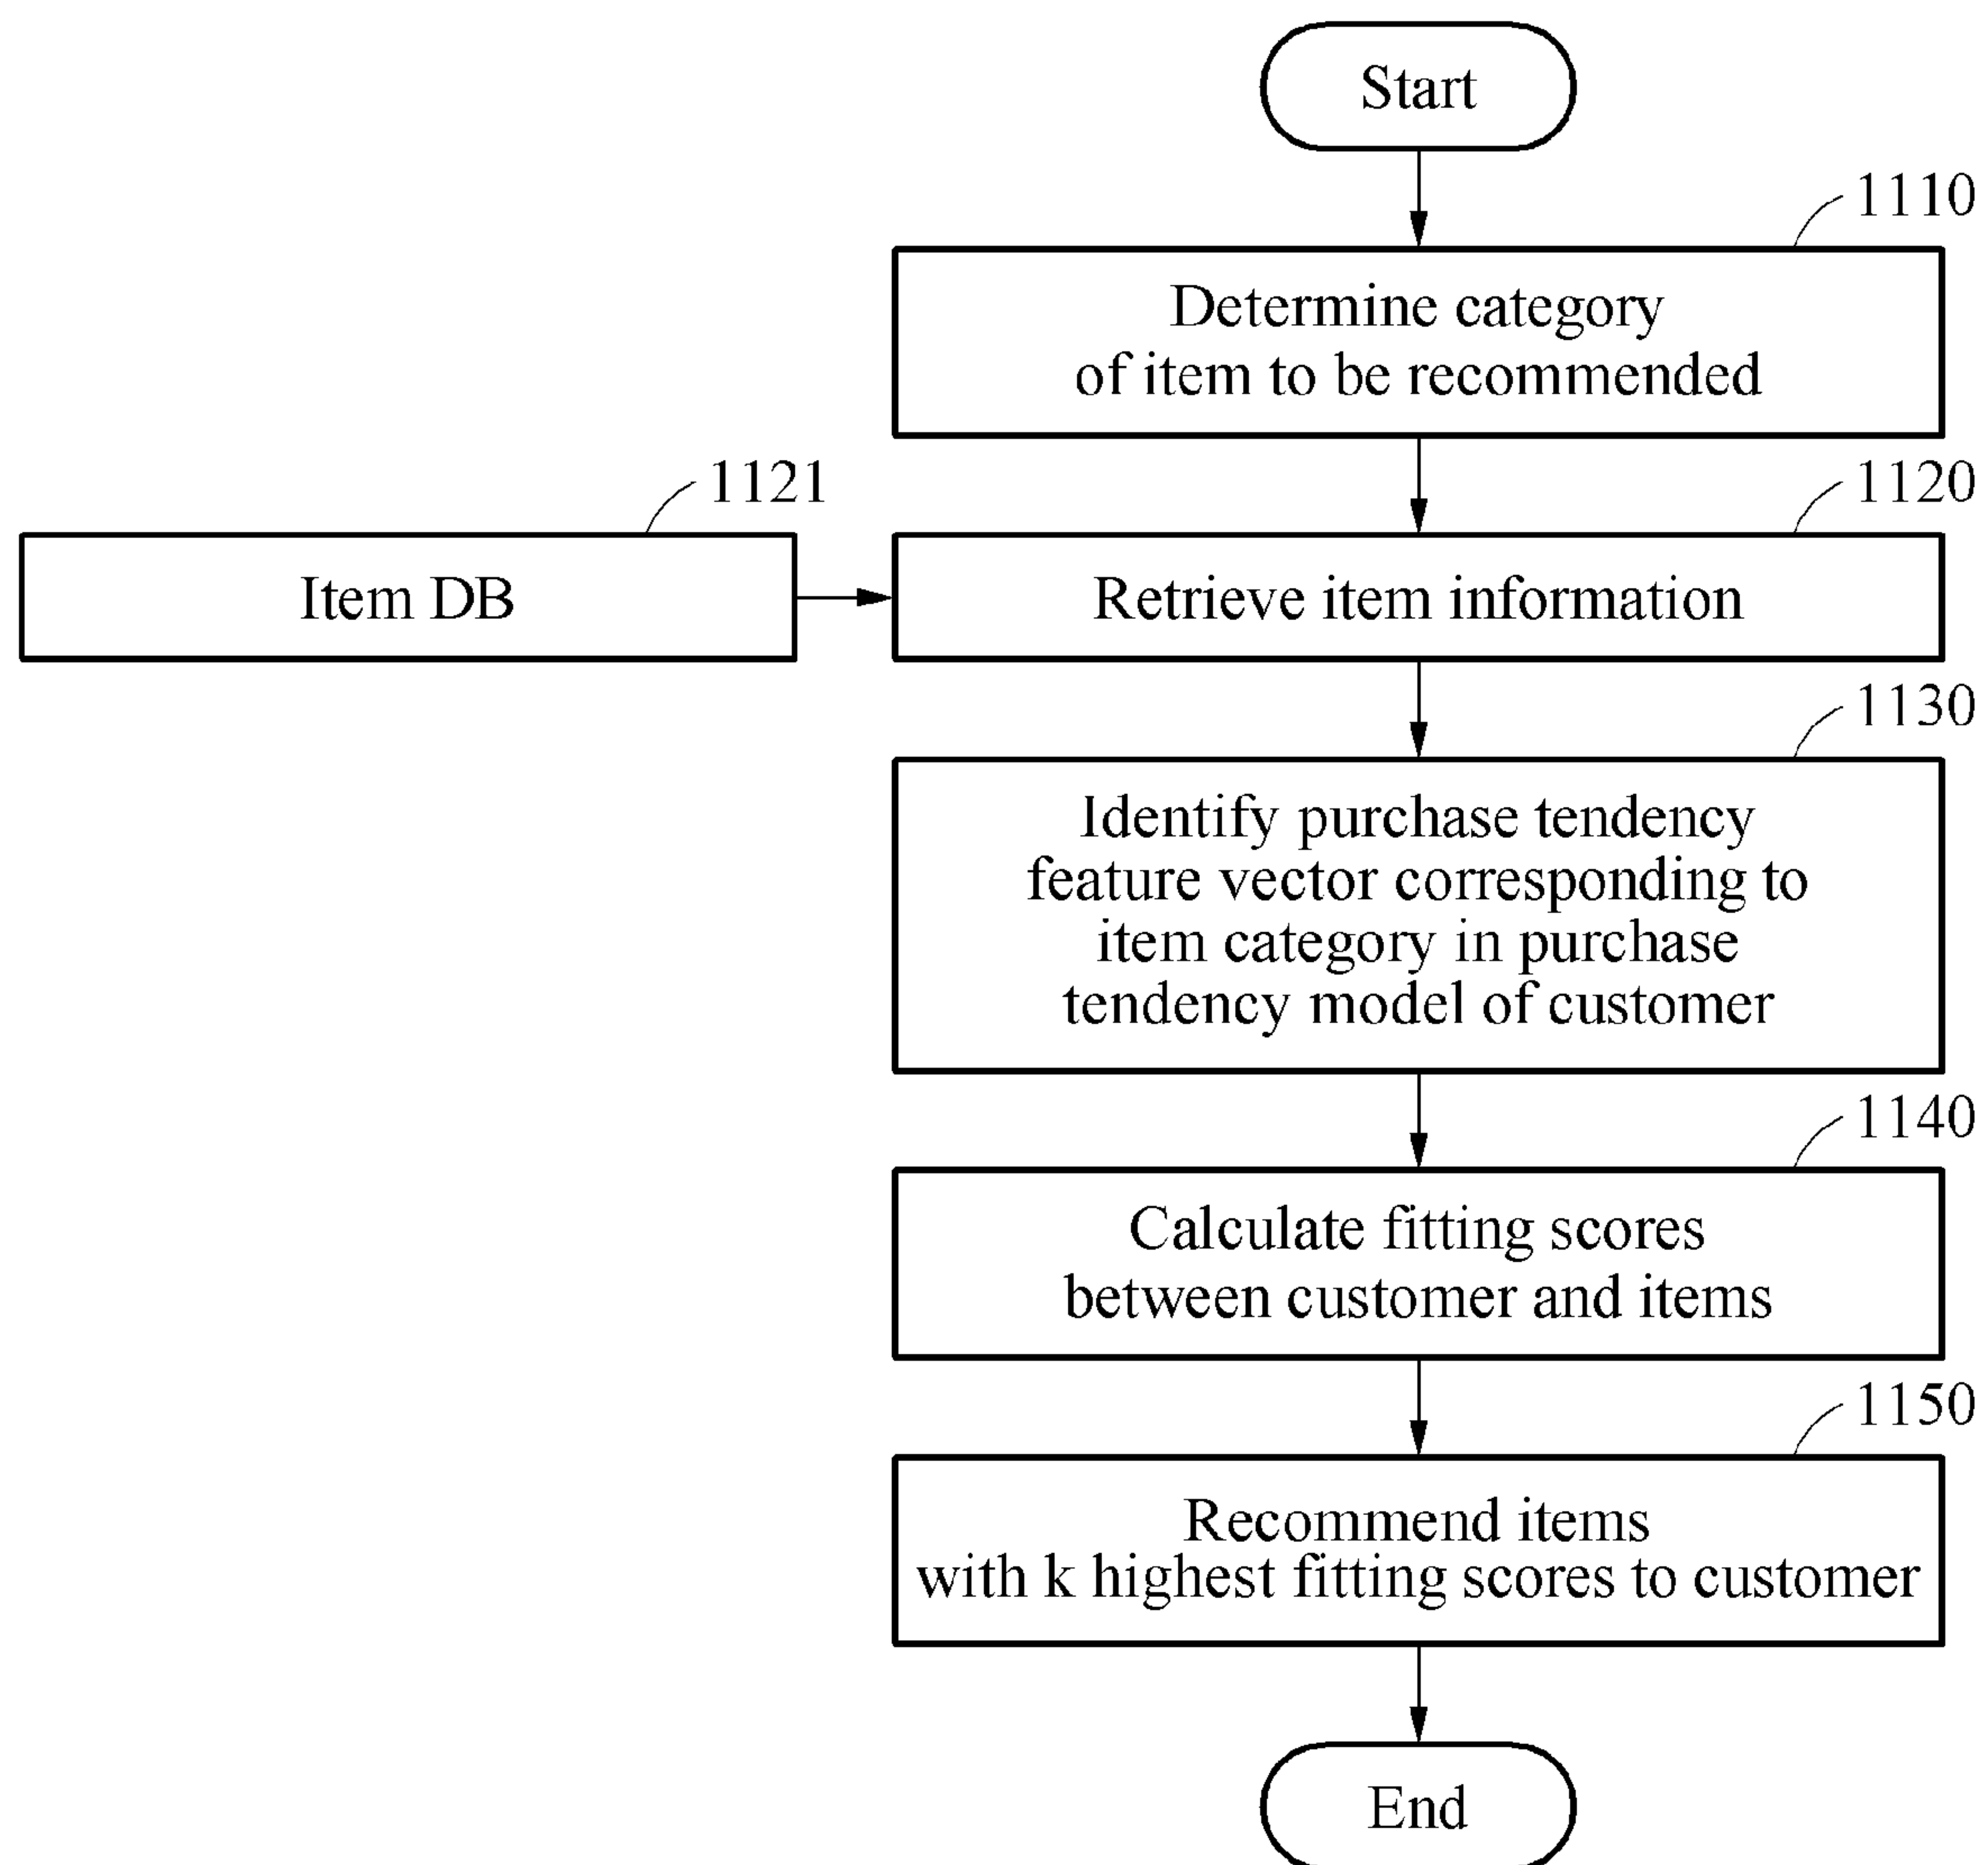 Start
1110
Determine category
of item to be recommended
1121
1120
Item DB
Retrieve item information
1130
Identify purchase tendency
feature vector corresponding to
item category in purchase
tendency model of customer
1140
Calculate fitting scores
between customer and items
1150
Recommend items
with k highest fitting scores to customer
End